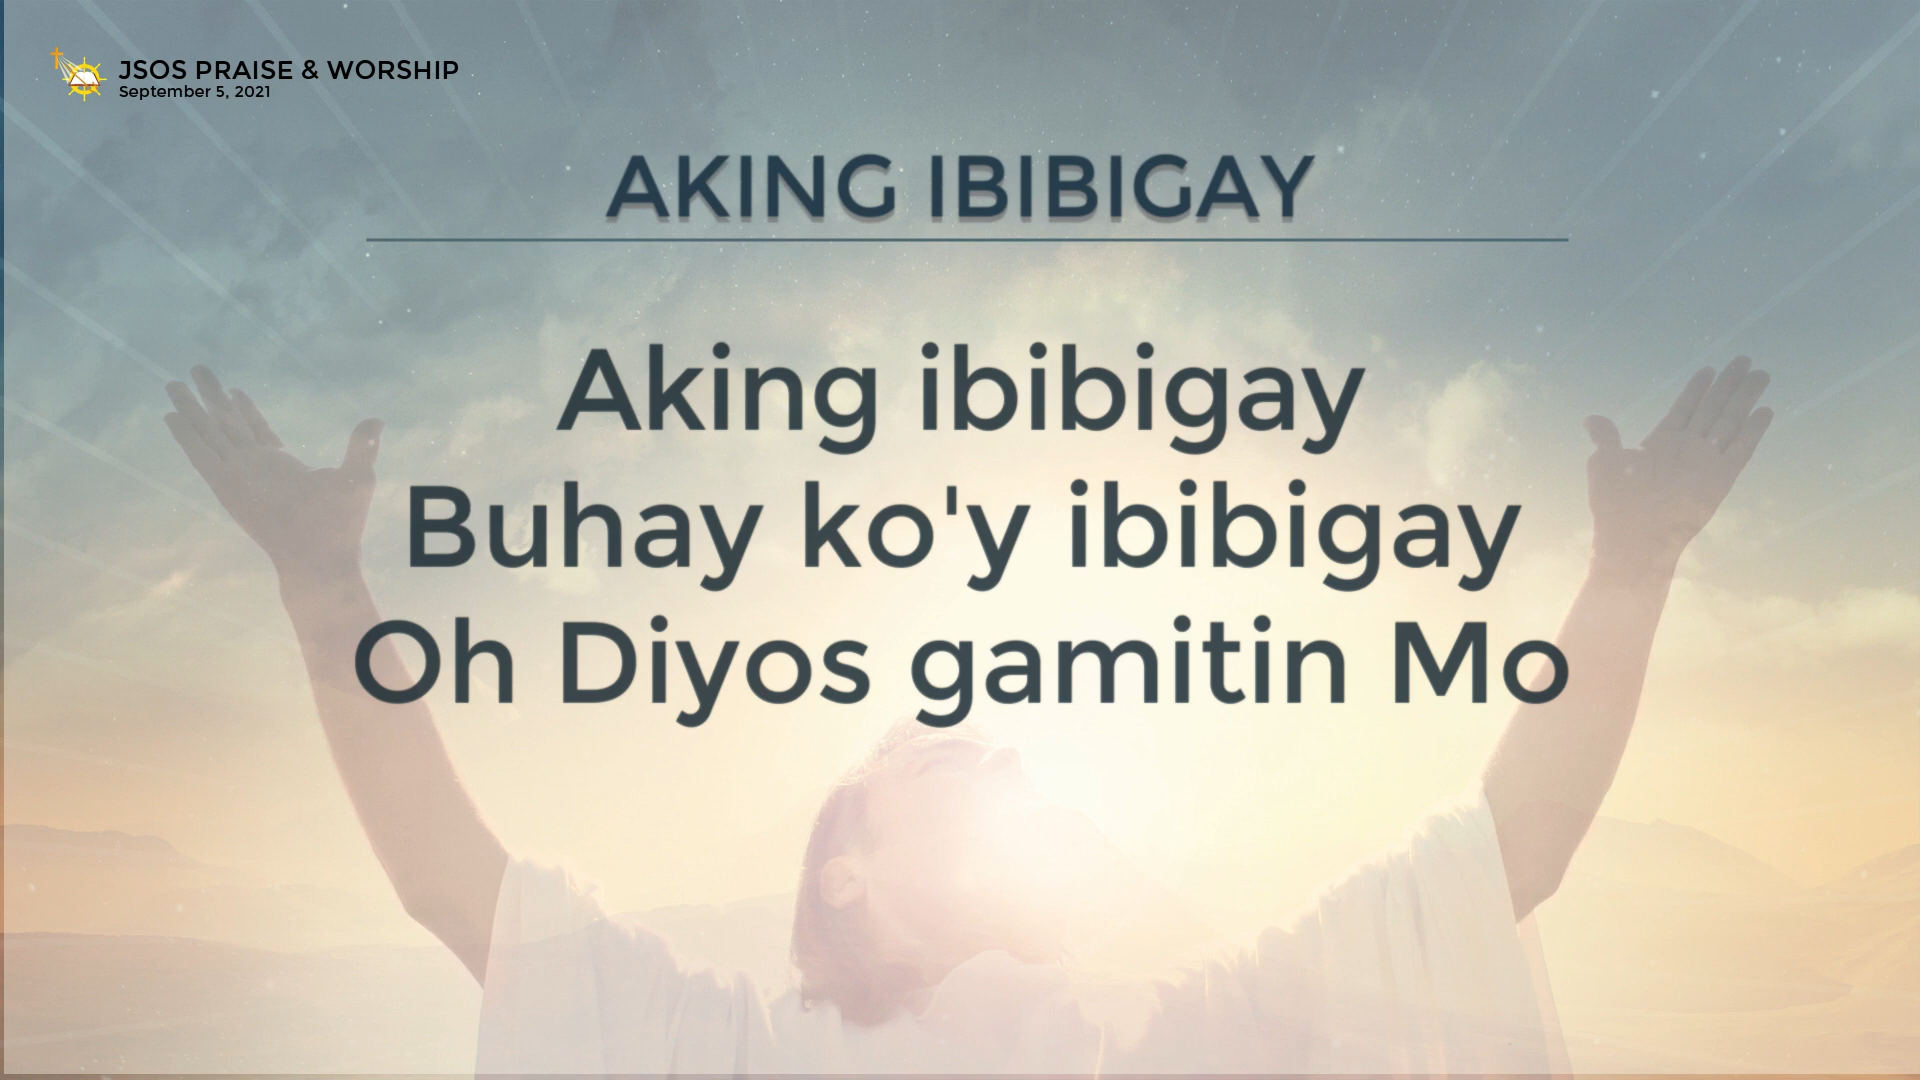 JSOS PRAISE & WORSHIP
September 5, 2021
AKING IBIBIGAY
Aking ibibigay
Buhay ko'y ibibigay
Oh Diyos gamitin Mo